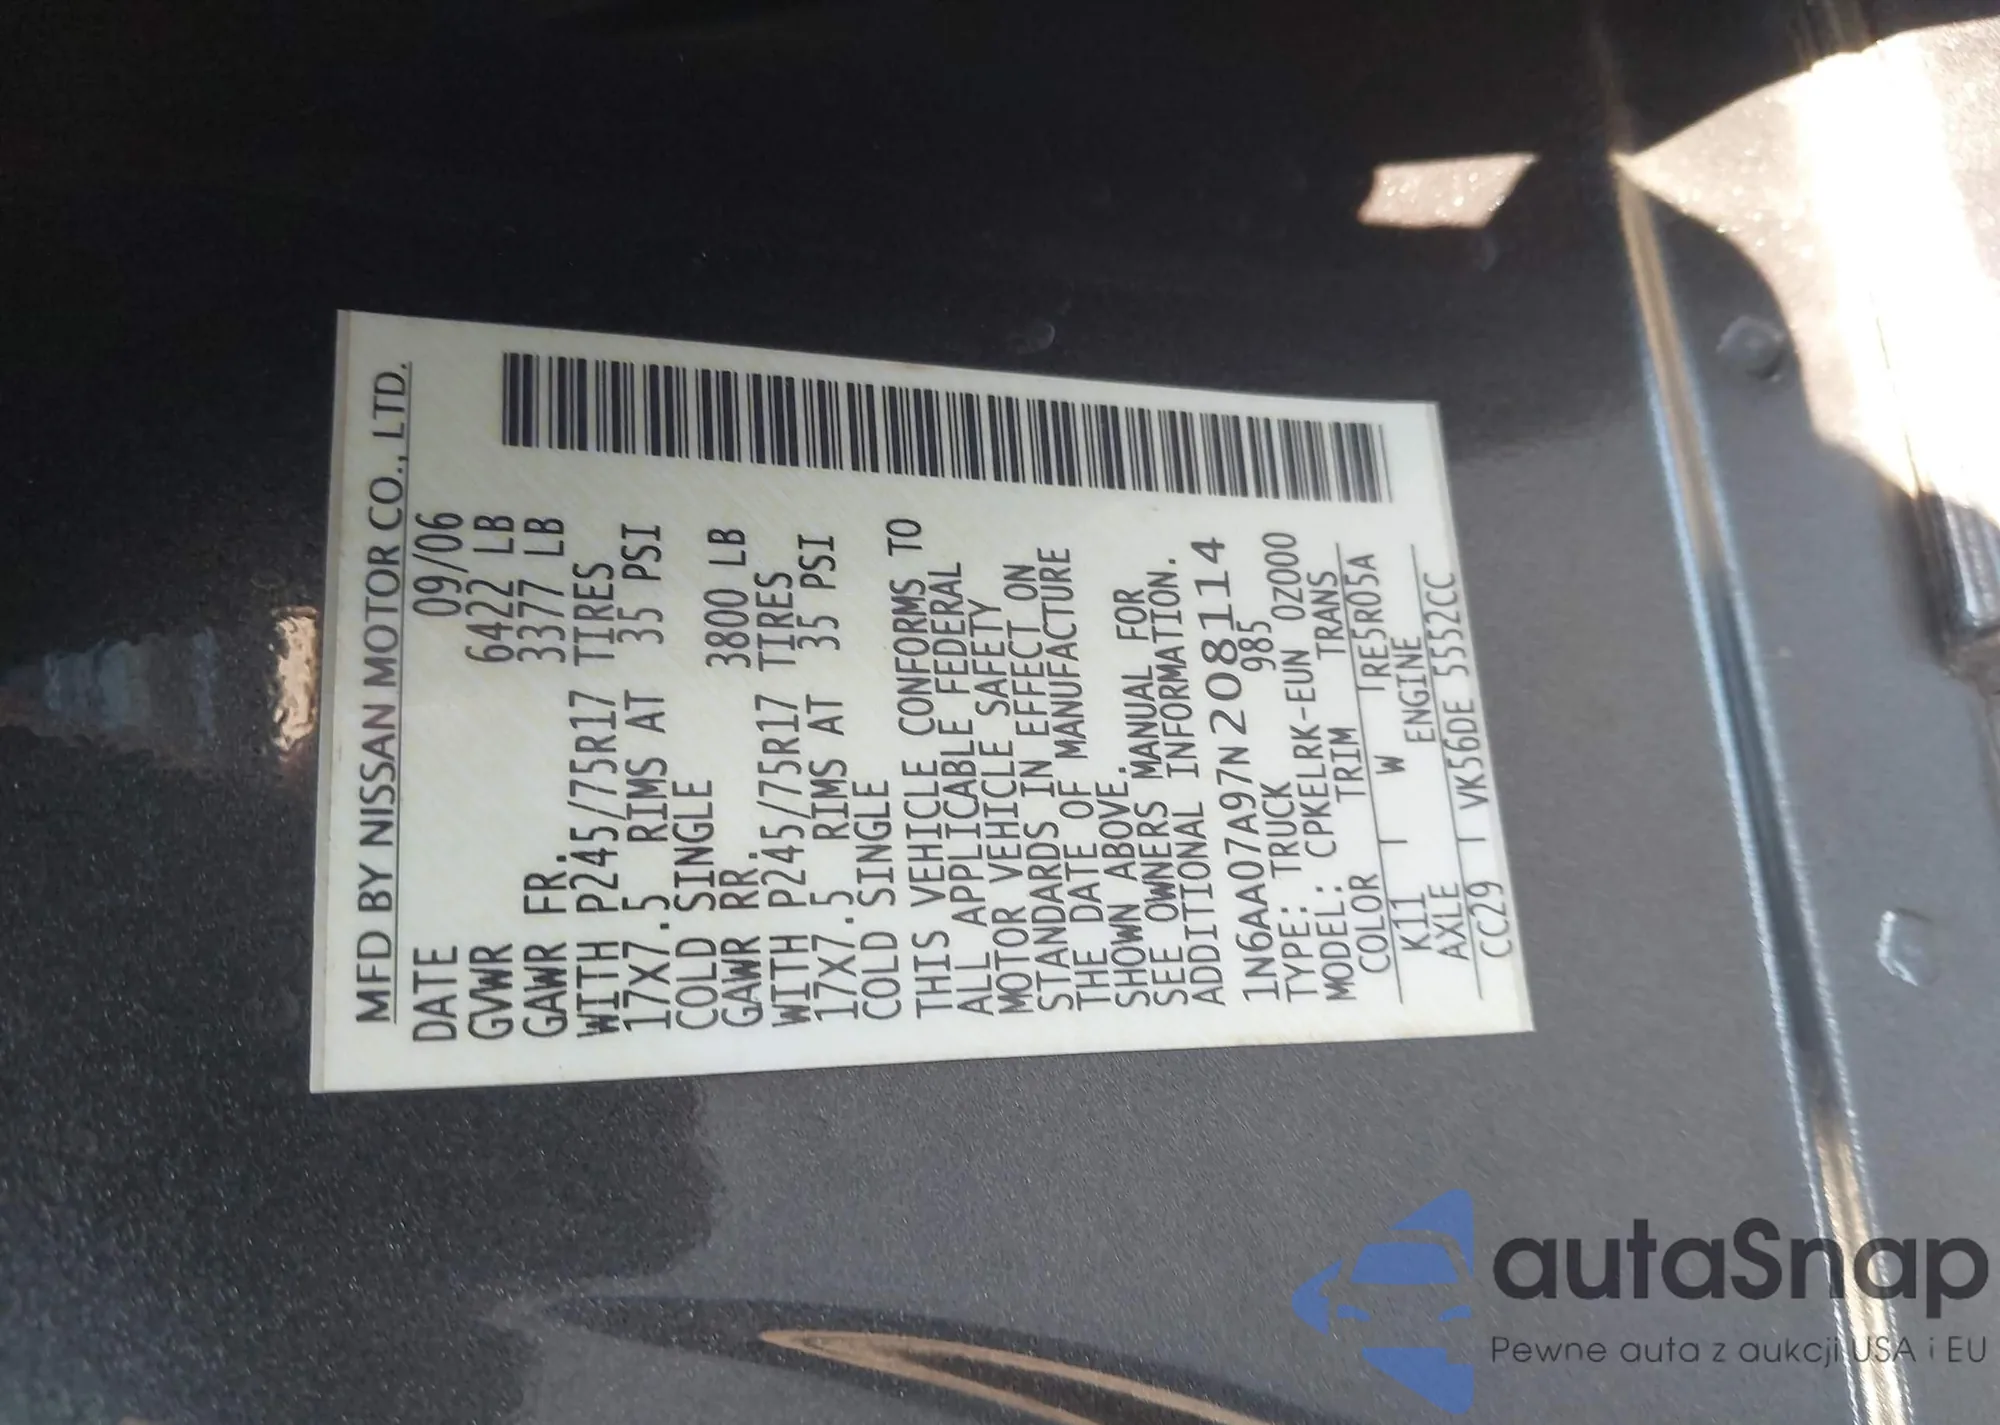 MFD BY NISSAN MOTOR CO., LTD.
DATE 09/06
GVWR 6422 LB
GAWR FR. 3377 LB
WITH P245/75R17 TIRES
17X7.5 RIMS AT 35 PSI
COLD SINGLE
GAWR RR. 3800 LB
WITH P245/75R17 TIRES
17X7.5 RIMS AT 35 PSI
COLD SINGLE
THIS VEHICLE CONFORMS TO
ALL APPLICABLE FEDERAL
MOTOR VEHICLE SAFETY
STANDARDS IN EFFECT ON
THE DATE OF MANUFACTURE
SHOWN ABOVE.
SEE OWNERS MANUAL FOR
ADDITIONAL INFORMATION.
1N6AA07A97N208114
TYPE: TRUCK 985
MODEL: CPKELRK-EUN 0Z000
COLOR TRIM TRANS
K11 W RE5R05A
AXLE ENGINE
CC29 VK56DE 5552CC
autaSnap
Pewne auta z aukcji USA i EU